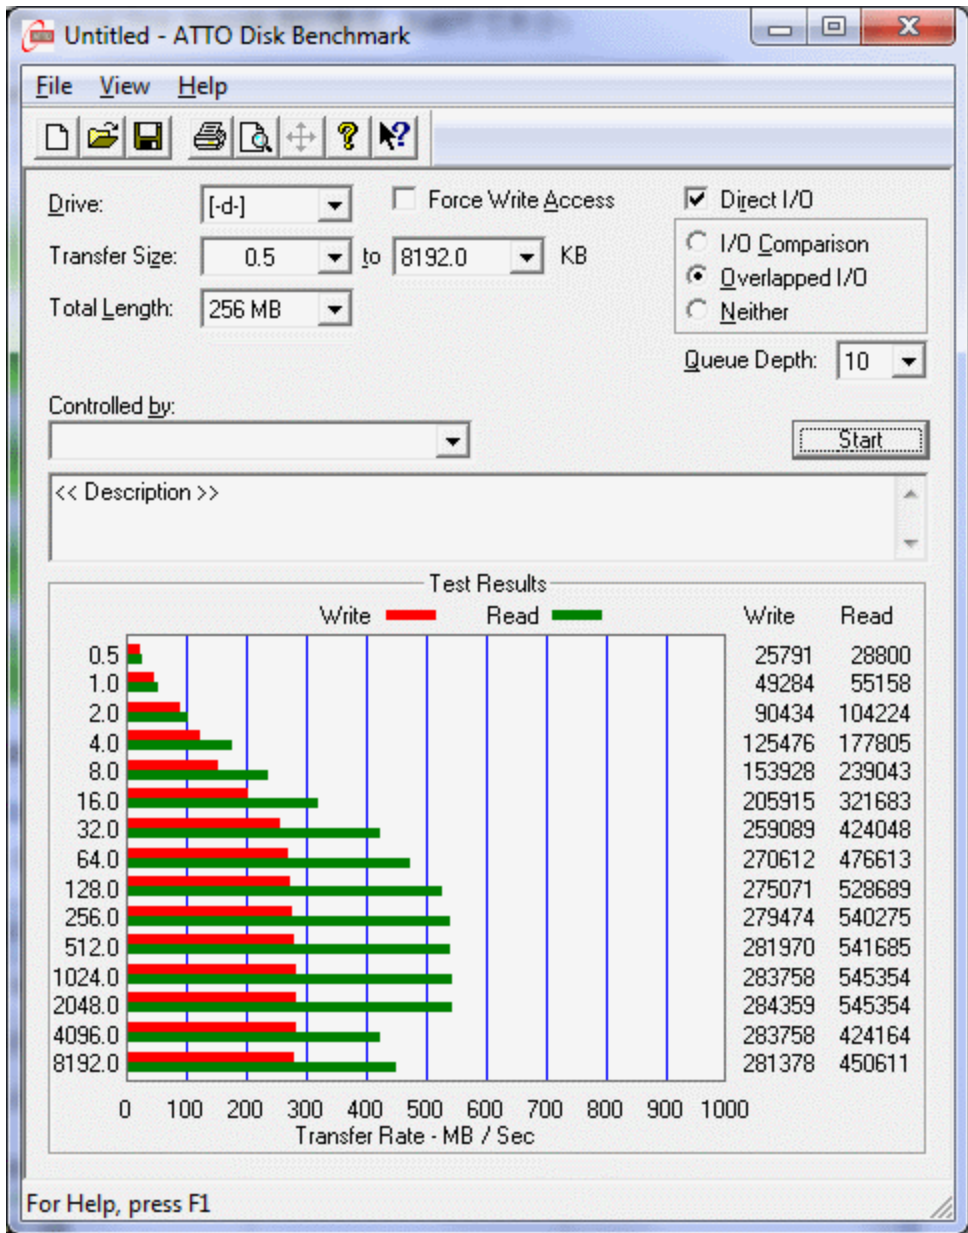 Untitled - ATTO Disk Benchmark
File View Help
Drive: [-d-] Force Write Access Direct I/O
Transfer Size: 0.5 to 8192.0 KB
I/O Comparison
Overlapped I/O
Total Length: 256 MB
Neither
Queue Depth: 10
Controlled by:
Start
<< Description >>
Test Results
Write Read Write Read
0.5 25791 28800
1.0 49284 55158
2.0 90434 104224
4.0 125476 177805
8.0 153928 239043
16.0 205915 321683
32.0 259089 424048
64.0 270612 476613
128.0 275071 528689
256.0 279474 540275
512.0 281970 541685
1024.0 283758 545354
2048.0 284359 545354
4096.0 283758 424164
8192.0 281378 450611
0 100 200 300 400 500 600 700 800 900 1000
Transfer Rate - MB / Sec
For Help, press F1